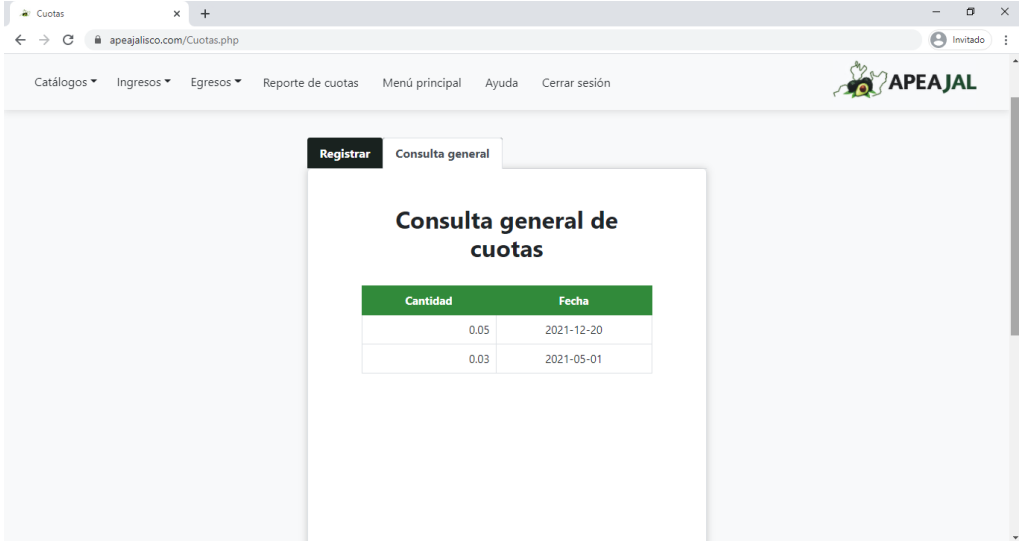 Cuotas
apeajalisco.com/Cuotas.php
Invitado
Catálogos Ingresos Egresos Reporte de cuotas Menú principal Ayuda Cerrar sesión
APEAJAL
Registrar Consulta general
Consulta general de
cuotas
Cantidad Fecha
0.05 2021-12-20
0.03 2021-05-01